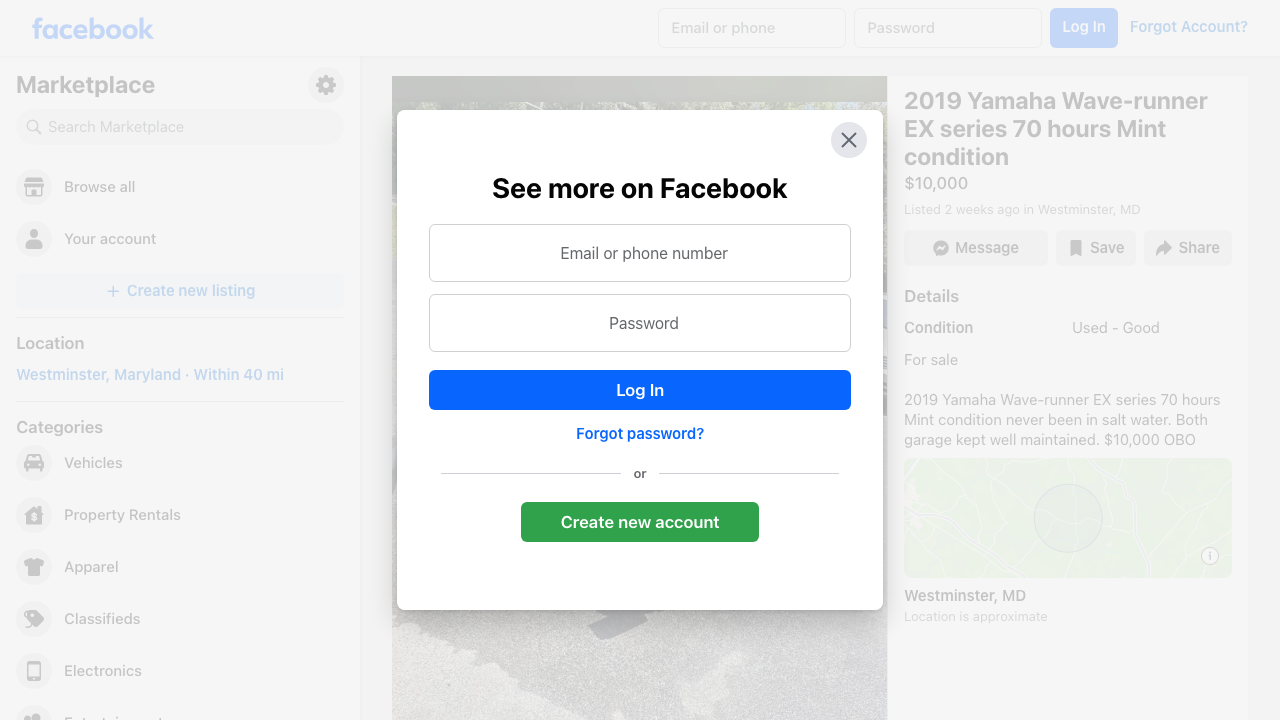 facebook
Email or phone
Password
Log In
Forgot Account?
Marketplace
Search Marketplace
Browse all
Your account
Create new listing
Location
Westminster, Maryland · Within 40 mi
Categories
Vehicles
Property Rentals
Apparel
Classifieds
Electronics
Entertainment
See more on Facebook
Email or phone number
Password
Log In
Forgot password?
or
Create new account
2019 Yamaha Wave-runner
EX series 70 hours Mint
condition
$10,000
Listed 2 weeks ago in Westminster, MD
Message
Save
Share
Details
Condition
Used - Good
For sale
2019 Yamaha Wave-runner EX series 70 hours
Mint condition never been in salt water. Both
garage kept well maintained. $10,000 OBO
Westminster, MD
Location is approximate